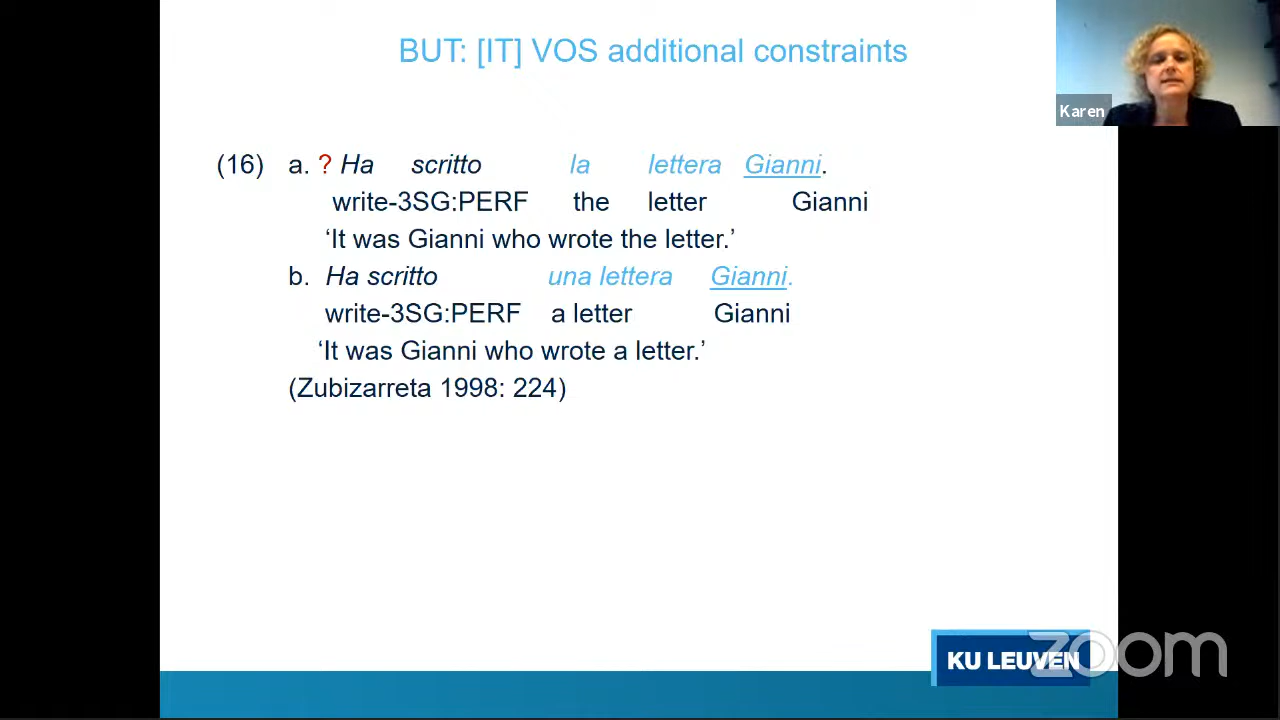 BUT: [IT] VOS additional constraints
Karen
(16) a. ? Ha scritto la lettera Gianni.
write-3SG:PERF the letter Gianni
‘It was Gianni who wrote the letter.’
b. Ha scritto una lettera Gianni.
write-3SG:PERF a letter Gianni
‘It was Gianni who wrote a letter.’
(Zubizarreta 1998: 224)
KU LEUVEN
zoom